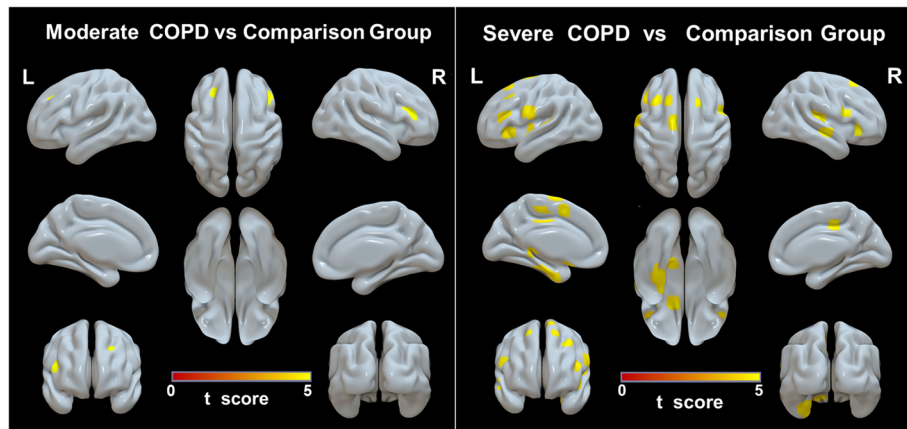 Moderate COPD vs Comparison Group
L
R
0 5
t score
Severe COPD vs Comparison Group
L
R
0 5
t score